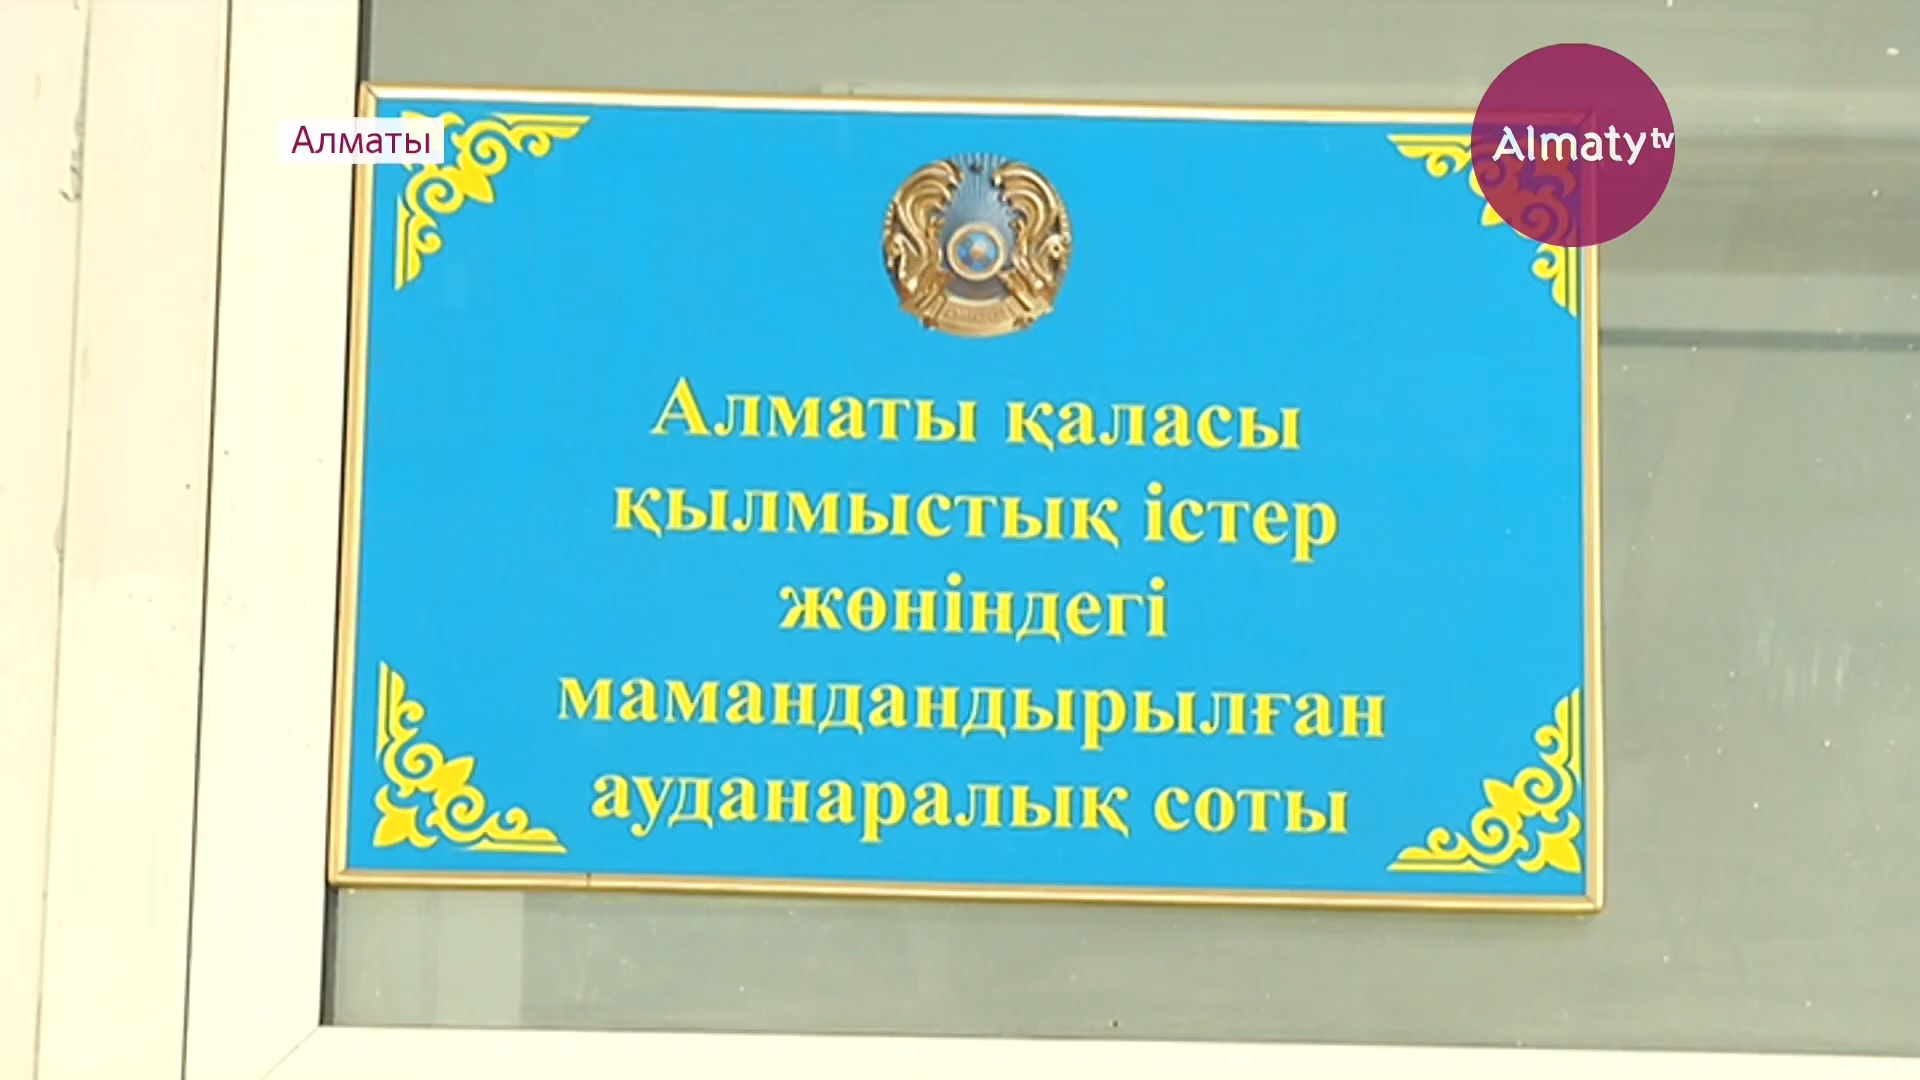 Алматы
Almaty tv
Алматы қаласы
қылмыстық істер
жөніндегі
мамандандырылған
ауданаралық соты